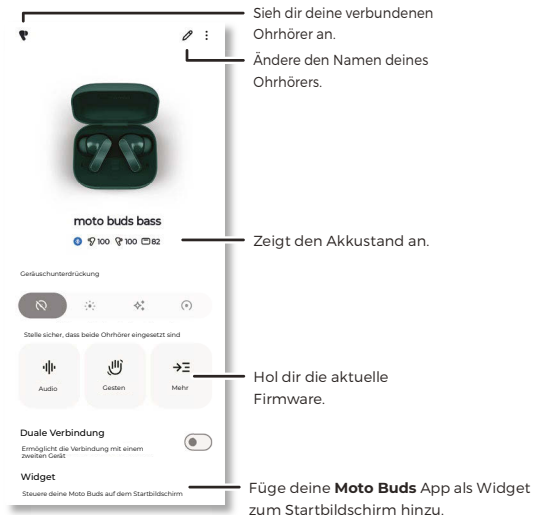 Sieh dir deine verbundenen
Ohrhörer an.
Ändere den Namen deines
Ohrhörers.
moto buds bass
100 100 82
Zeigt den Akkustand an.
Geräuschunterdrückung
Stelle sicher, dass beide Ohrhörer eingesetzt sind
Audio Gesten Mehr
Hol dir die aktuelle
Firmware.
Duale Verbindung
Ermöglicht die Verbindung mit einem
zweiten Gerät
Widget
Steuere deine Moto Buds auf dem Startbildschirm
Füge deine Moto Buds App als Widget
zum Startbildschirm hinzu.